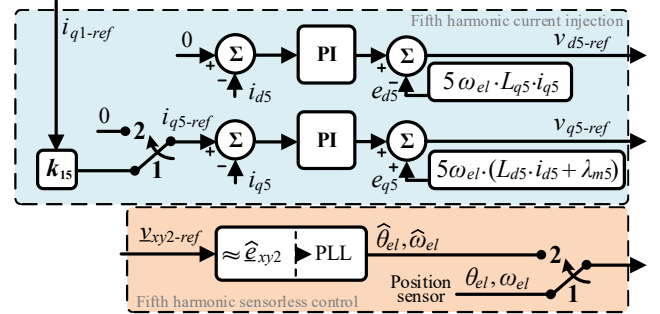 Fifth harmonic current injection
i_{q1-ref}
0
+
−
Σ
PI
+
−
Σ
v_{d5-ref}
i_{d5}
e_{d5}
5ω_{el}·L_{q5}·i_{q5}
0
2
1
i_{q5-ref}
k_{15}
+
−
Σ
PI
+
+
Σ
v_{q5-ref}
i_{q5}
e_{q5}
5ω_{el}·(L_{d5}·i_{d5}+λ_{m5})
v_{xy2-ref}
≈ê_{xy2}
PLL
θ̂_{el}, ω̂_{el}
2
1
Position
sensor
θ_{el}, ω_{el}
Fifth harmonic sensorless control